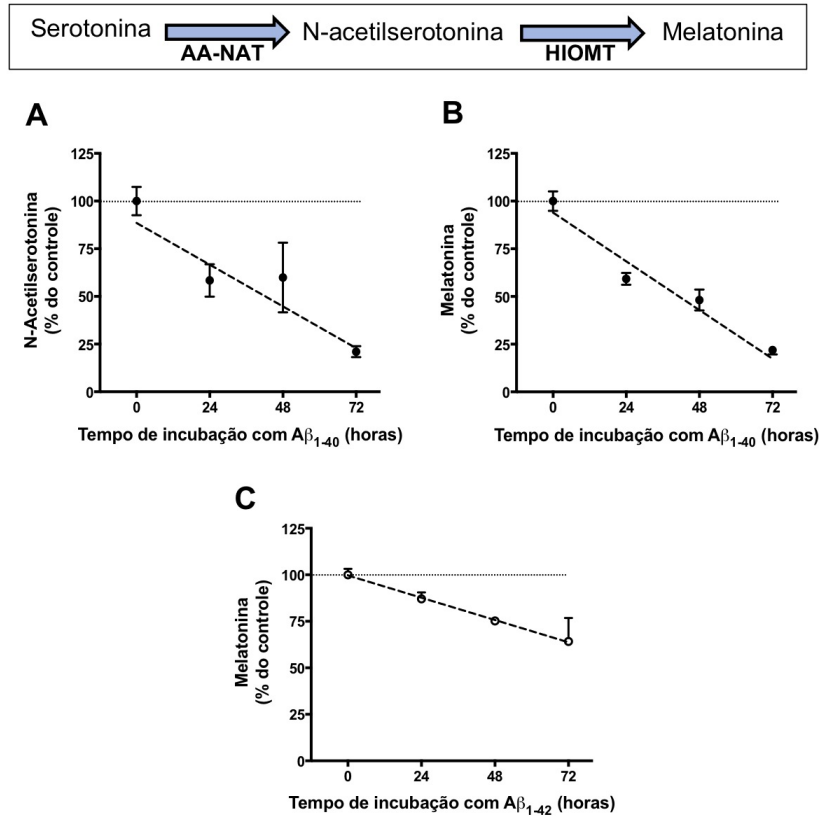 Serotonina N-acetilserotonina Melatonina
AA-NAT HIOMT
A
N-Acetilserotonina
(% do controle)
125
100
75
50
25
0
0 24 48 72
Tempo de incubação com Aβ1-40 (horas)
B
Melatonina
(% do controle)
125
100
75
50
25
0
0 24 48 72
Tempo de incubação com Aβ1-40 (horas)
C
Melatonina
(% do controle)
125
100
75
50
25
0
0 24 48 72
Tempo de incubação com Aβ1-42 (horas)